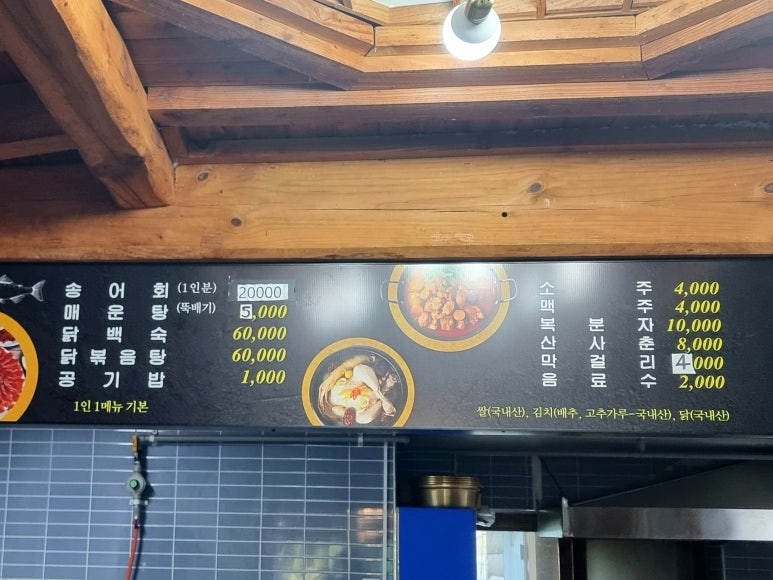 송어회 (1인분) 20000
매운탕 (뚝배기) 5,000
닭백숙 60,000
닭볶음탕 60,000
공기밥 1,000
1인 1메뉴 기본
소주 4,000
맥주 4,000
복분자 10,000
산사춘 8,000
막걸리 4,000
음료수 2,000
쌀(국내산), 김치(배추, 고추가루-국내산), 닭(국내산)